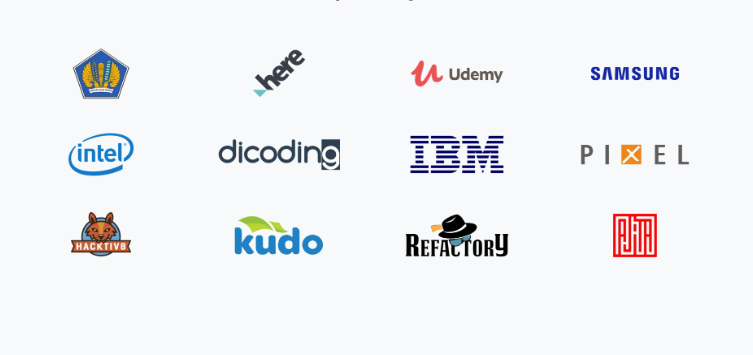 here
Udemy
SAMSUNG
intel
dicoding
IBM
PIXEL
HACKTIV8
kudo
REFACTORY